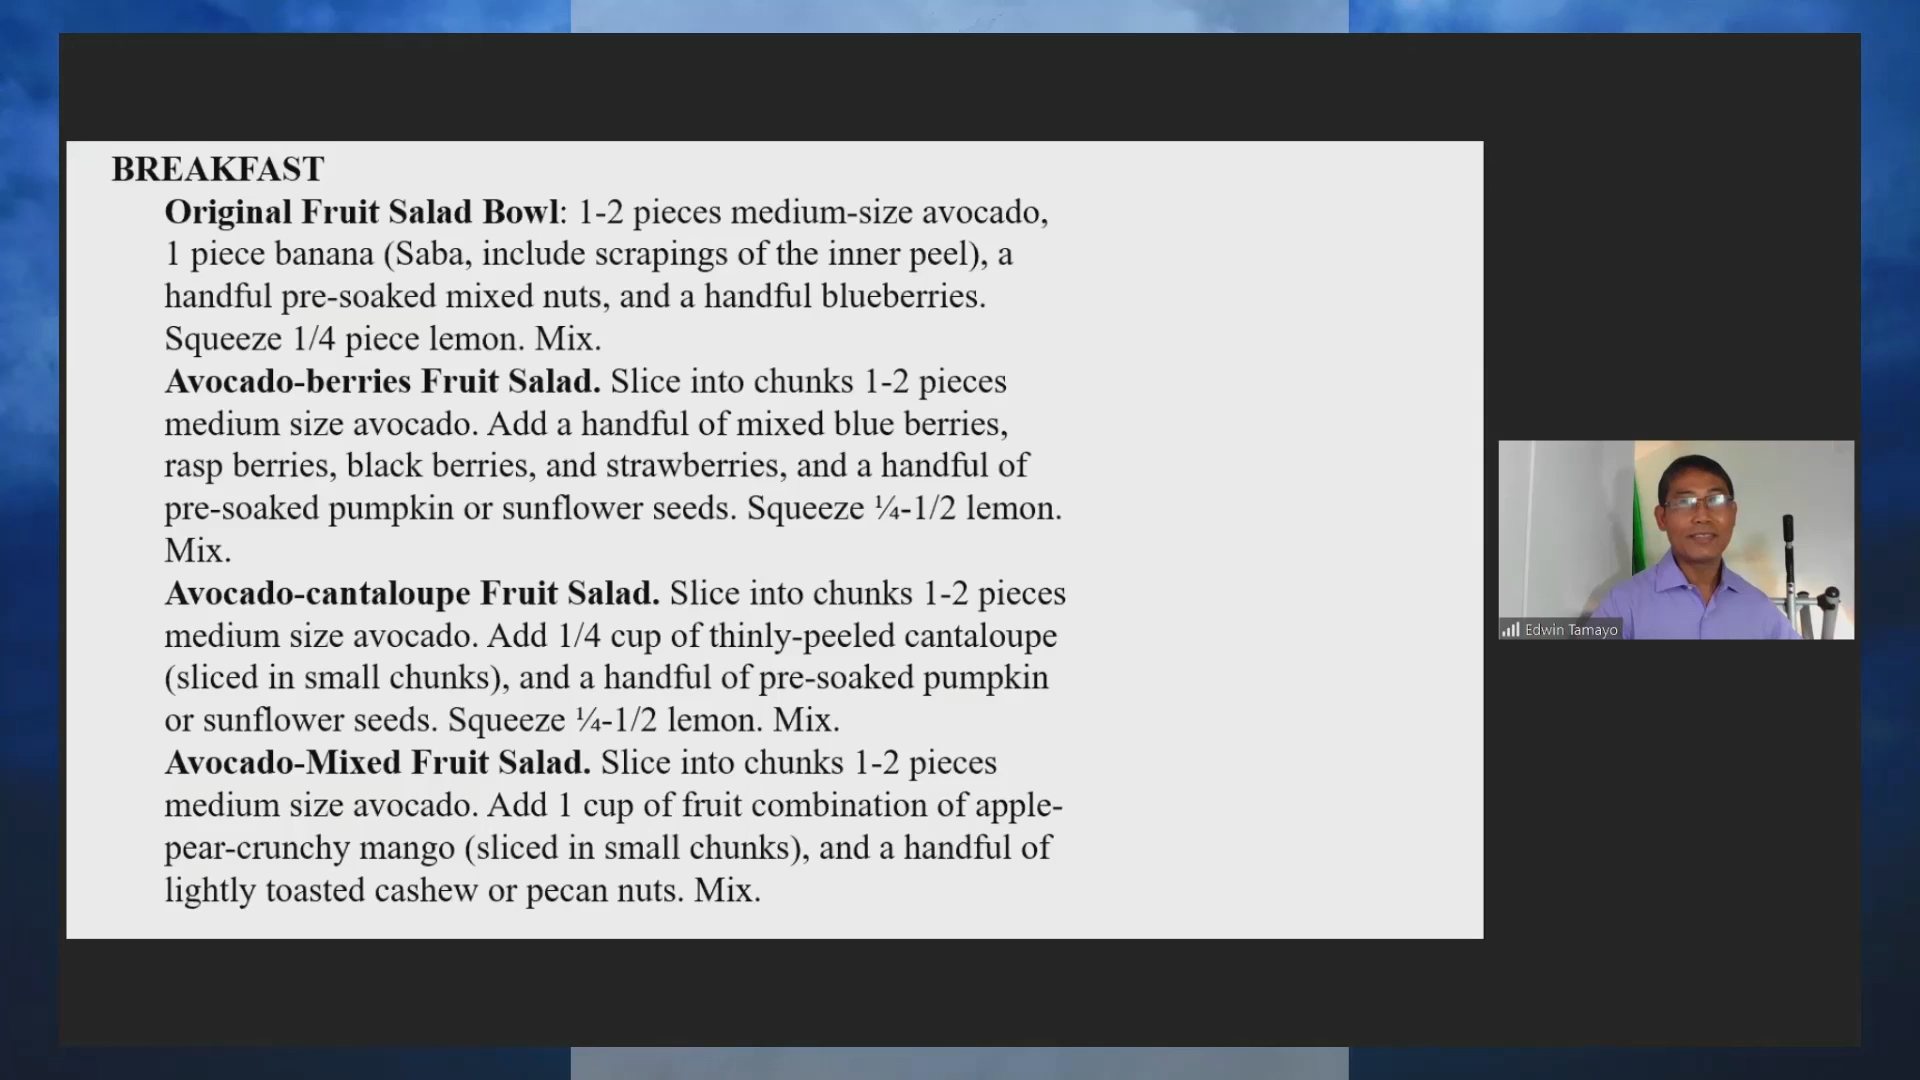 BREAKFAST
Original Fruit Salad Bowl: 1-2 pieces medium-size avocado,
1 piece banana (Saba, include scrapings of the inner peel), a
handful pre-soaked mixed nuts, and a handful blueberries.
Squeeze 1/4 piece lemon. Mix.
Avocado-berries Fruit Salad. Slice into chunks 1-2 pieces
medium size avocado. Add a handful of mixed blue berries,
rasp berries, black berries, and strawberries, and a handful of
pre-soaked pumpkin or sunflower seeds. Squeeze ¼-1/2 lemon.
Mix.
Avocado-cantaloupe Fruit Salad. Slice into chunks 1-2 pieces
medium size avocado. Add 1/4 cup of thinly-peeled cantaloupe
(sliced in small chunks), and a handful of pre-soaked pumpkin
or sunflower seeds. Squeeze ¼-1/2 lemon. Mix.
Avocado-Mixed Fruit Salad. Slice into chunks 1-2 pieces
medium size avocado. Add 1 cup of fruit combination of apple-
pear-crunchy mango (sliced in small chunks), and a handful of
lightly toasted cashew or pecan nuts. Mix.
Edwin Tamayo